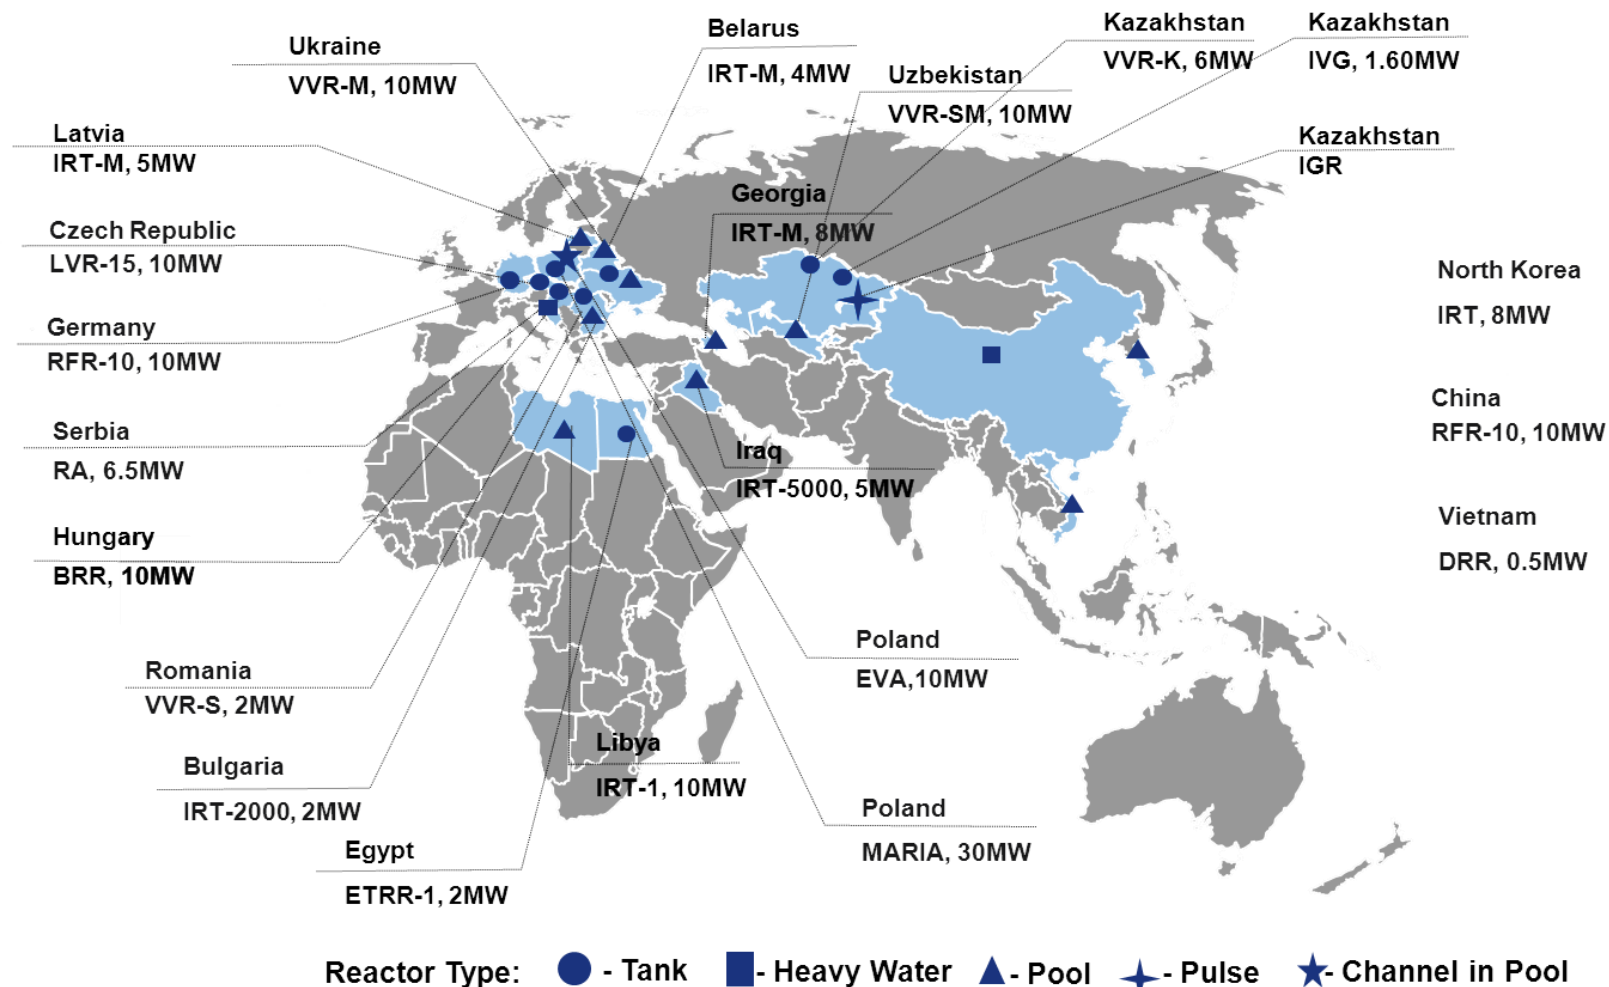 Ukraine
VVR-M, 10MW
Belarus
IRT-M, 4MW
Kazakhstan
VVR-K, 6MW
Kazakhstan
IVG, 1.60MW
Uzbekistan
VVR-SM, 10MW
Latvia
IRT-M, 5MW
Kazakhstan
IGR
Georgia
IRT-M, 8MW
Czech Republic
LVR-15, 10MW
North Korea
IRT, 8MW
Germany
RFR-10, 10MW
China
RFR-10, 10MW
Serbia
RA, 6.5MW
Iraq
IRT-5000, 5MW
Hungary
BRR, 10MW
Vietnam
DRR, 0.5MW
Romania
VVR-S, 2MW
Poland
EVA,10MW
Bulgaria
IRT-2000, 2MW
Libya
IRT-1, 10MW
Egypt
ETRR-1, 2MW
Poland
MARIA, 30MW
Reactor Type: - Tank - Heavy Water - Pool - Pulse - Channel in Pool